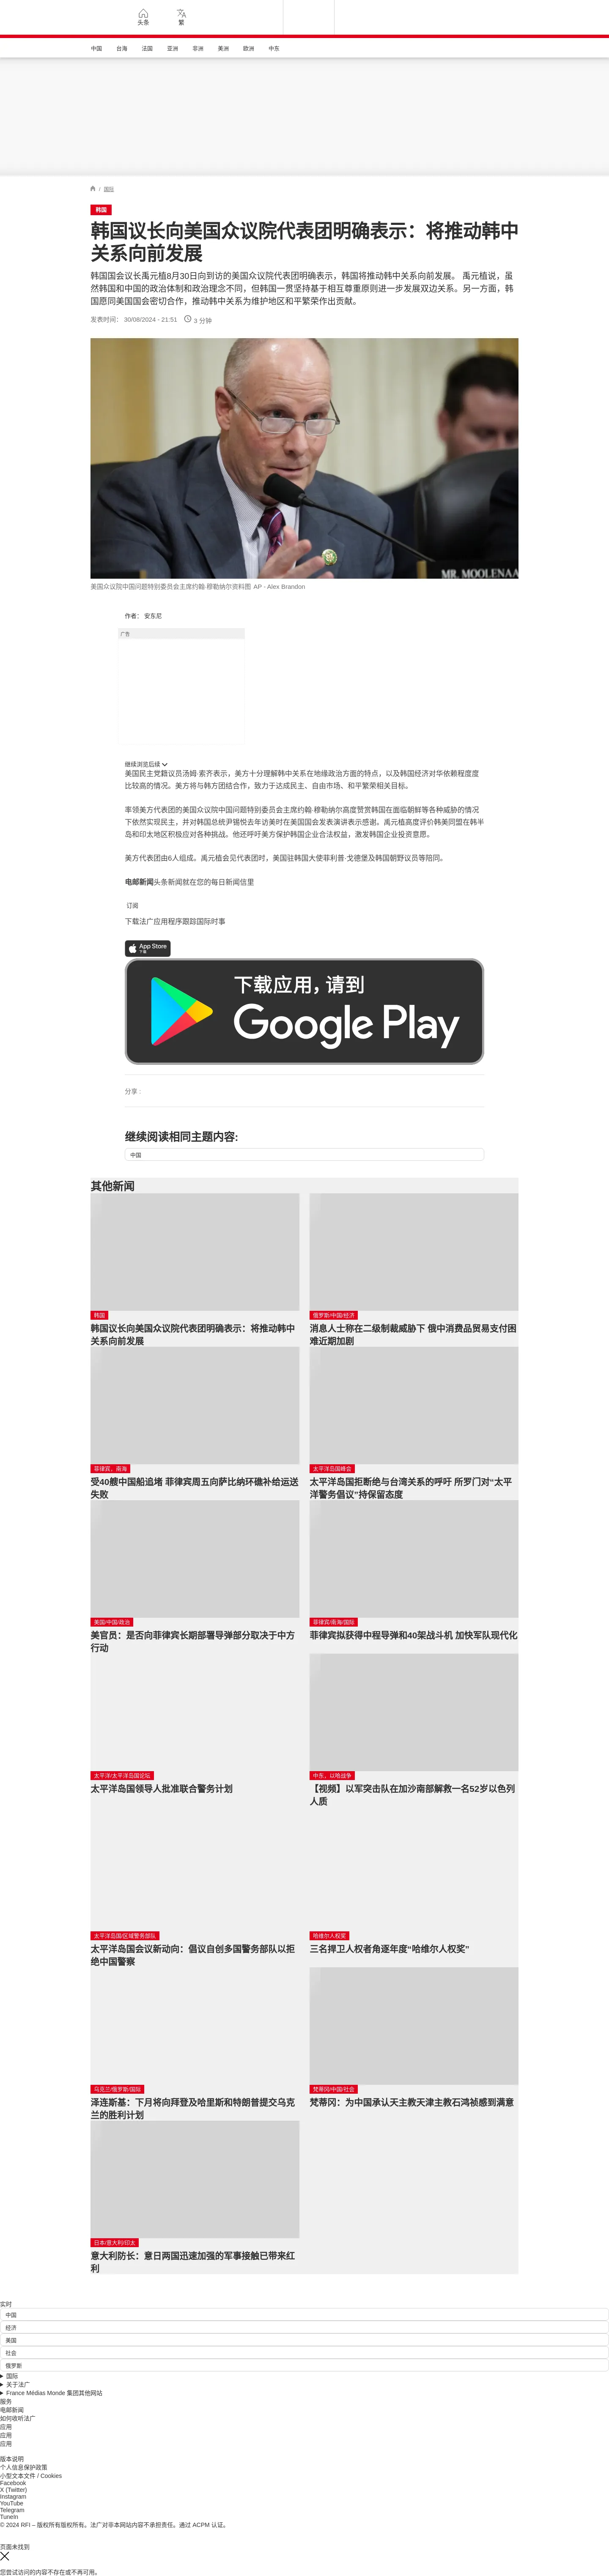 头条
繁
中国
台海
法国
亚洲
非洲
美洲
欧洲
中东
/ 国际
韩国
韩国议长向美国众议院代表团明确表示：将推动韩中
关系向前发展
韩国国会议长禹元植8月30日向到访的美国众议院代表团明确表示，韩国将推动韩中关系向前发展。 禹元植说，虽
然韩国和中国的政治体制和政治理念不同，但韩国一贯坚持基于相互尊重原则进一步发展双边关系。另一方面，韩
国愿同美国国会密切合作，推动韩中关系为维护地区和平繁荣作出贡献。
发表时间： 30/08/2024 - 21:51
3 分钟
MR. MOOLENAA
美国众议院中国问题特别委员会主席约翰·穆勒纳尔资料图 AP - Alex Brandon
作者： 安东尼
广告
继续浏览后续
美国民主党籍议员汤姆·索齐表示，美方十分理解韩中关系在地缘政治方面的特点，以及韩国经济对华依赖程度度
比较高的情况。美方将与韩方团结合作，致力于达成民主、自由市场、和平繁荣相关目标。
率领美方代表团的美国众议院中国问题特别委员会主席约翰·穆勒纳尔高度赞赏韩国在面临朝鲜等各种威胁的情况
下依然实现民主，并对韩国总统尹锡悦去年访美时在美国国会发表演讲表示感谢。禹元植高度评价韩美同盟在韩半
岛和印太地区积极应对各种挑战。他还呼吁美方保护韩国企业合法权益，激发韩国企业投资意愿。
美方代表团由6人组成。禹元植会见代表团时，美国驻韩国大使菲利普·戈德堡及韩国朝野议员等陪同。
电邮新闻头条新闻就在您的每日新闻信里
订阅
下载法广应用程序跟踪国际时事
App Store
下载
下载应用，请到
Google Play
分享 :
继续阅读相同主题内容:
中国
其他新闻
韩国
韩国议长向美国众议院代表团明确表示：将推动韩中
关系向前发展
俄罗斯/中国/经济
消息人士称在二级制裁威胁下 俄中消费品贸易支付困
难近期加剧
菲律宾、南海
受40艘中国船追堵 菲律宾周五向萨比纳环礁补给运送
失败
太平洋岛国峰会
太平洋岛国拒断绝与台湾关系的呼吁 所罗门对“太平
洋警务倡议”持保留态度
美国/中国/政治
美官员：是否向菲律宾长期部署导弹部分取决于中方
行动
菲律宾/南海/国际
菲律宾拟获得中程导弹和40架战斗机 加快军队现代化
太平洋/太平洋岛国论坛
太平洋岛国领导人批准联合警务计划
中东，以哈战争
【视频】以军突击队在加沙南部解救一名52岁以色列
人质
太平洋岛国/区域警务部队
太平洋岛国会议新动向：倡议自创多国警务部队以拒
绝中国警察
哈维尔人权奖
三名捍卫人权者角逐年度“哈维尔人权奖”
乌克兰/俄罗斯/国际
泽连斯基：下月将向拜登及哈里斯和特朗普提交乌克
兰的胜利计划
梵蒂冈/中国/社会
梵蒂冈：为中国承认天主教天津主教石鸿祯感到满意
日本/意大利/印太
意大利防长：意日两国迅速加强的军事接触已带来红
利
实时
中国
经济
美国
社会
俄罗斯
国际
关于法广
France Médias Monde 集团其他网站
服务
电邮新闻
如何收听法广
应用
应用
应用
版本说明
个人信息保护政策
小型文本文件 / Cookies
Facebook
X (Twitter)
Instagram
YouTube
Telegram
TuneIn
© 2024 RFI – 版权所有版权所有。法广对非本网站内容不承担责任。通过 ACPM 认证。
页面未找到
您尝试访问的内容不存在或不再可用。